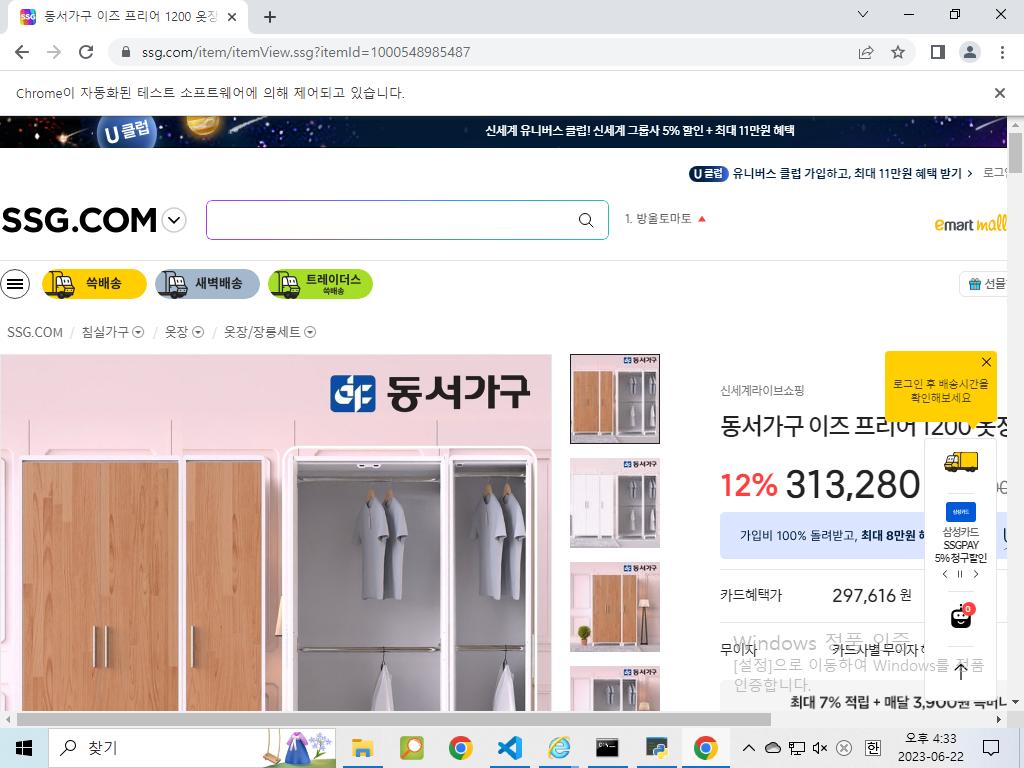 동서가구 이즈 프리어 1200 옷장
ssg.com/item/itemView.ssg?itemId=1000548985487
Chrome이 자동화된 테스트 소프트웨어에 의해 제어되고 있습니다.
U 클럽
신세계 유니버스 클럽! 신세계 그룹사 5% 할인 + 최대 11만원 혜택
U 클럽 유니버스 클럽 가입하고, 최대 11만원 혜택 받기 >
로그인
SSG.COM
1. 방울토마토
emart mall
쓱배송
새벽배송
트레이더스
쓱배송
선물
SSG.COM / 침실가구 / 옷장 / 옷장/장롱세트
동서가구
신세계라이브쇼핑
로그인 후 배송시간을
확인해보세요
동서가구 이즈 프리어 1200 옷장
12% 313,280
가입비 100% 돌려받고, 최대 8만원 혜
삼성카드
삼성카드
SSGPAY
5% 청구할인
카드혜택가 297,616 원
0
무이자 카드사별 무이자
Windows 정품 인증
[설정]으로 이동하여 Windows를 정품
인증합니다.
최대 7% 적립 + 매달 3,900원
찾기
한
오후 4:33
2023-06-22